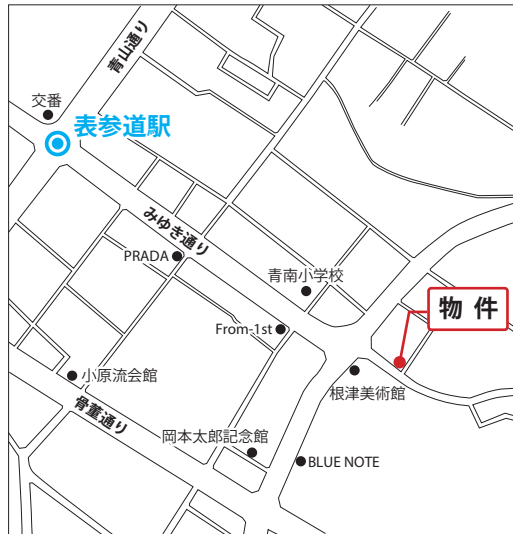 青山通り
交番
表参道駅
みゆき通り
PRADA
青南小学校
物件
From-1st
小原流会館
根津美術館
骨董通り
岡本太郎記念館
BLUE NOTE